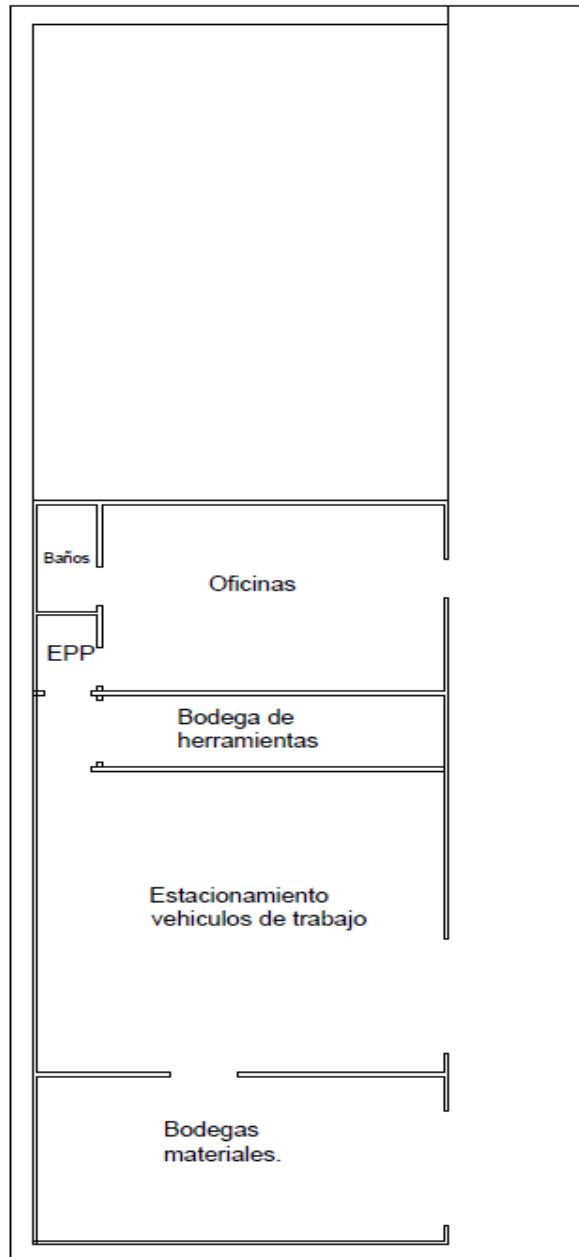 Baños
Oficinas
EPP
Bodega de
herramientas
Estacionamiento
vehiculos de trabajo
Bodegas
materiales.